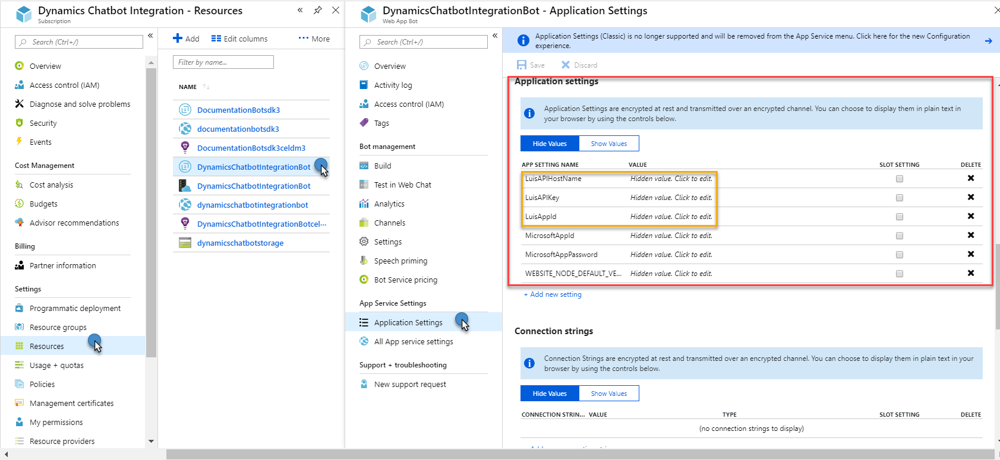 Dynamics Chatbot Integration - Resources
Subscription
Search (Ctrl+/)
Overview
Access control (IAM)
Diagnose and solve problems
Security
Events
Cost Management
Cost analysis
Budgets
Advisor recommendations
Billing
Partner information
Settings
Programmatic deployment
Resource groups
Resources
Usage + quotas
Policies
Management certificates
My permissions
Resource providers
Add
Edit columns
More
Filter by name...
NAME
DocumentationBotsdk3
documentationbotsdk3
DocumentationBotsdk3celdm3
DynamicsChatbotIntegrationBot
DynamicsChatbotIntegrationBot
dynamicschatbotintegrationbot
DynamicsChatbotIntegrationBotcel...
dynamicschatbotstorage
DynamicsChatbotIntegrationBot - Application Settings
Web App Bot
Search (Ctrl+/)
Overview
Activity log
Access control (IAM)
Tags
Bot management
Build
Test in Web Chat
Analytics
Channels
Settings
Speech priming
Bot Service pricing
App Service Settings
Application Settings
All App service settings
Support + troubleshooting
New support request
Application Settings (Classic) is no longer supported and will be removed from the App Service menu. Click here for the new Configuration
experience.
Save
Discard
Application settings
Application Settings are encrypted at rest and transmitted over an encrypted channel. You can choose to display them in plain text in
your browser by using the controls below.
Hide Values
Show Values
APP SETTING NAME VALUE SLOT SETTING DELETE
LuisAPIHostName Hidden value. Click to edit.
LuisAPIKey Hidden value. Click to edit.
LuisAppId Hidden value. Click to edit.
MicrosoftAppId Hidden value. Click to edit.
MicrosoftAppPassword Hidden value. Click to edit.
WEBSITE_NODE_DEFAULT_VE... Hidden value. Click to edit.
+ Add new setting
Connection strings
Connection Strings are encrypted at rest and transmitted over an encrypted channel. You can choose to display them in plain text in your
browser by using the controls below.
Hide Values
Show Values
CONNECTION STRIN... VALUE TYPE SLOT SETTING DELETE
(no connection strings to display)